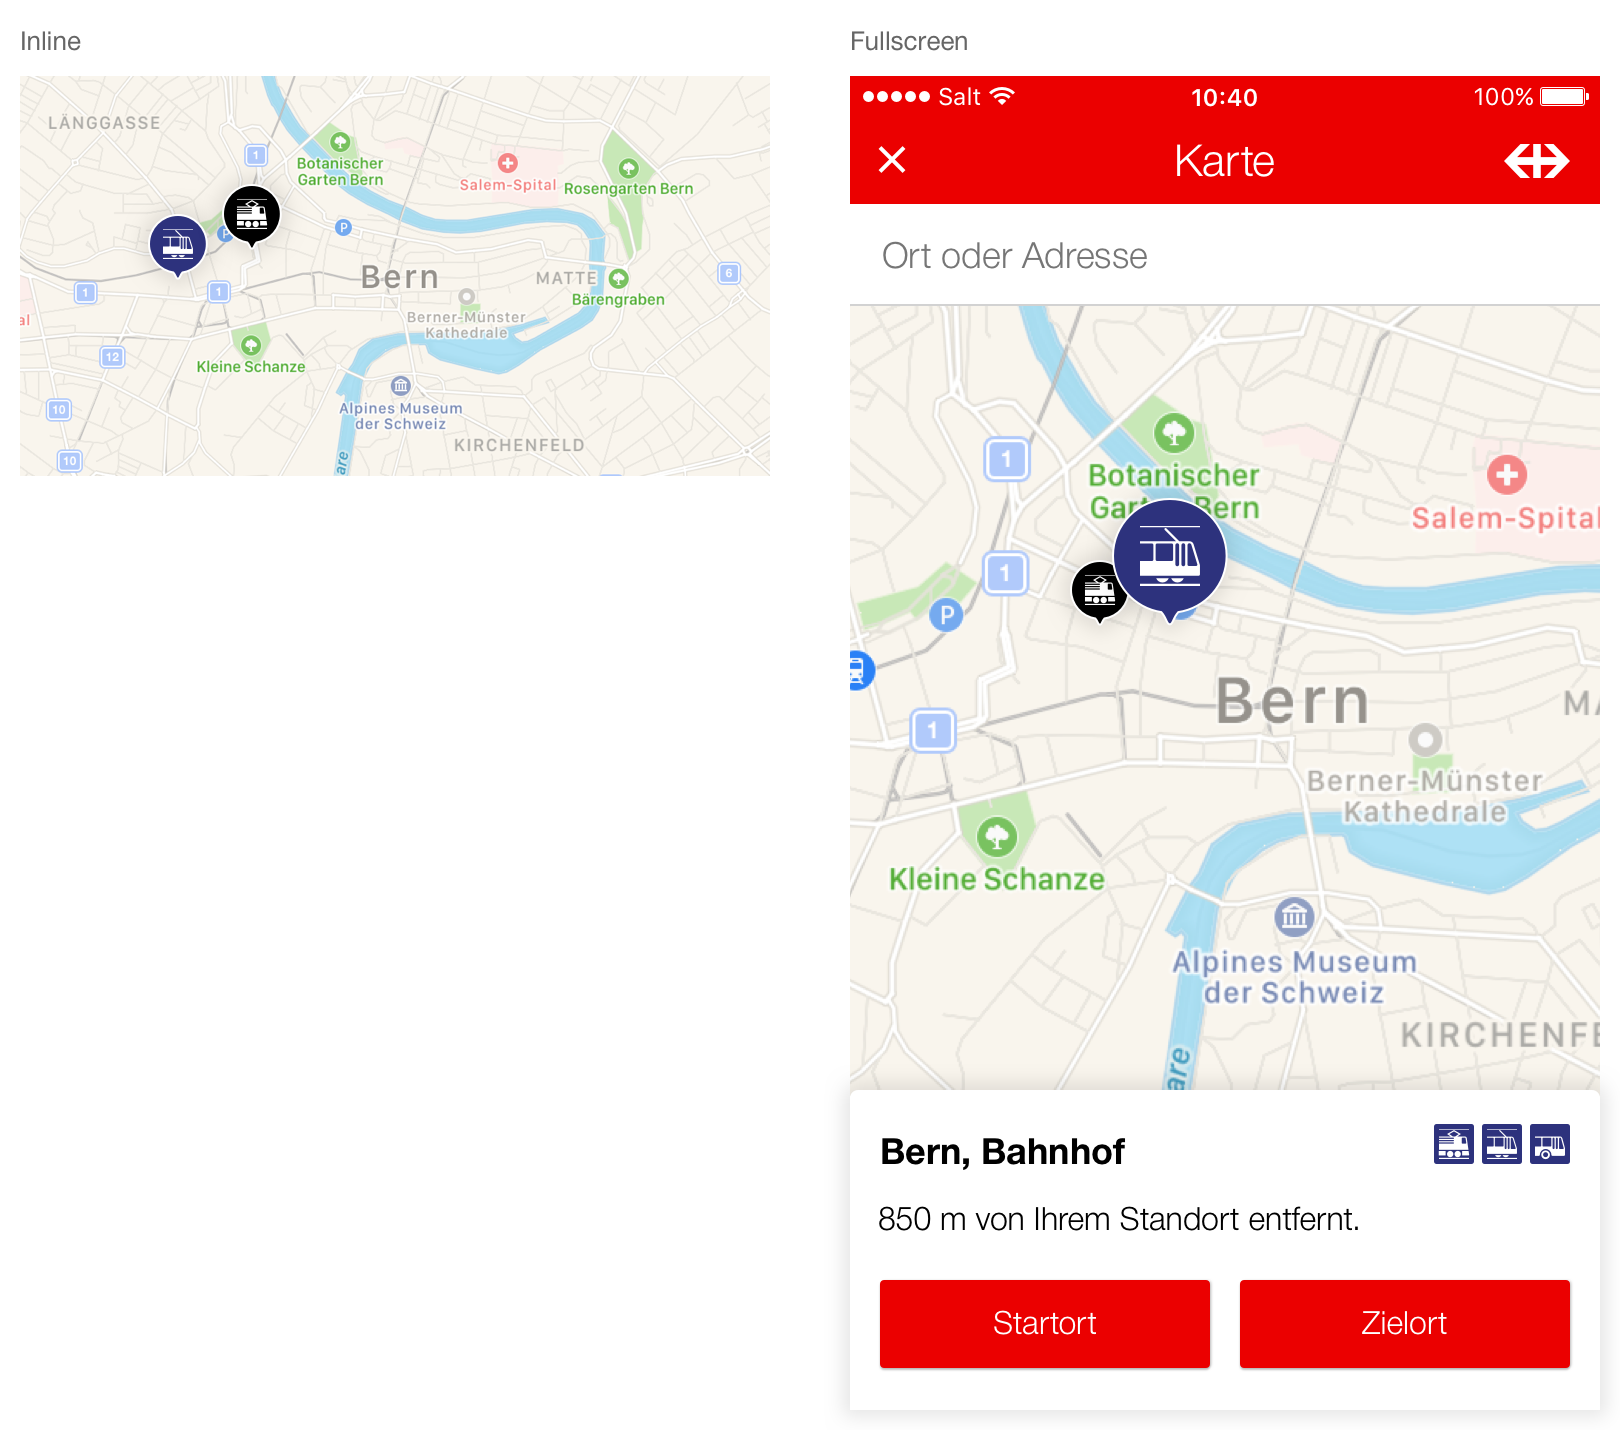 Inline
LÄNGGASSE
1
Botanischer
Garten Bern
Salem-Spital
Rosengarten Bern
P
P
Bern
MATTE
6
1
1
Bärengraben
al
Berner-Münster
Kathedrale
12
Kleine Schanze
10
Alpines Museum
der Schweiz
KIRCHENFELD
10
are
Fullscreen
Salt
10:40
100%
Karte
Ort oder Adresse
1
Botanischer
Garten Bern
Salem-Spital
1
P
Bern
MA
1
Berner-Münster
Kathedrale
Kleine Schanze
Alpines Museum
der Schweiz
KIRCHENFE
are
Bern, Bahnhof
850 m von Ihrem Standort entfernt.
Startort
Zielort